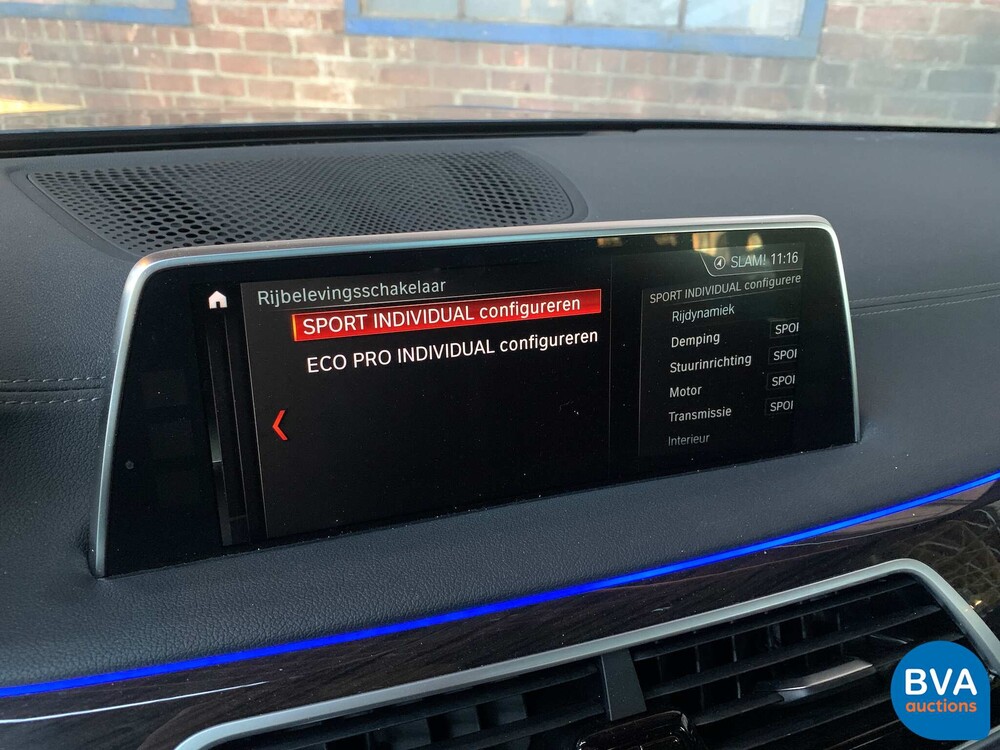 Rijbelevingsschakelaar
SPORT INDIVIDUAL configureren
ECO PRO INDIVIDUAL configureren
SLAM! 11:16
SPORT INDIVIDUAL configurere
Rijdynamiek
Demping SPOI
Stuurinrichting SPOI
Motor SPOI
Transmissie SPOI
Interieur
BVA
auctions